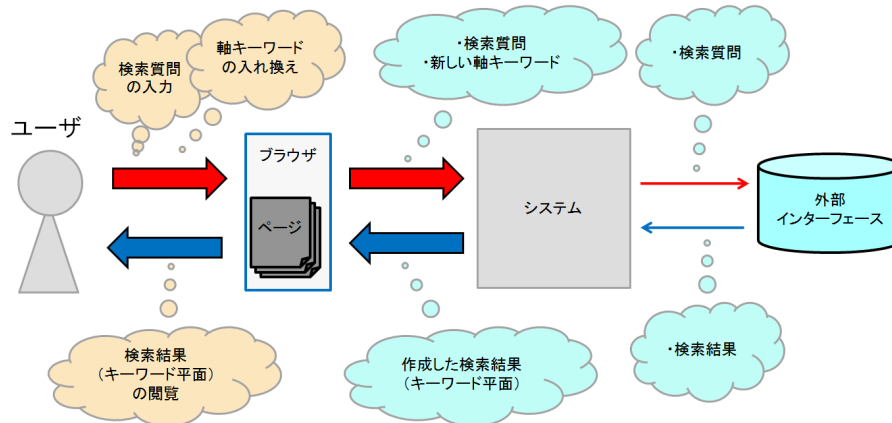 検索質問
の入力
軸キーワード
の入れ換え
・検索質問
・新しい軸キーワード
・検索質問
ユーザ
ブラウザ
ページ
システム
外部
インターフェース
検索結果
（キーワード平面）
の閲覧
作成した検索結果
（キーワード平面）
・検索結果